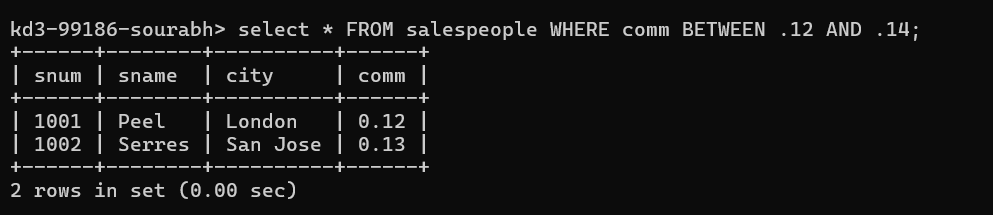 kd3-99186-sourabh> select * FROM salespeople WHERE comm BETWEEN .12 AND .14;
+------+--------+----------+------+
| snum | sname  | city     | comm |
+------+--------+----------+------+
| 1001 | Peel   | London   | 0.12 |
| 1002 | Serres | San Jose | 0.13 |
+------+--------+----------+------+
2 rows in set (0.00 sec)